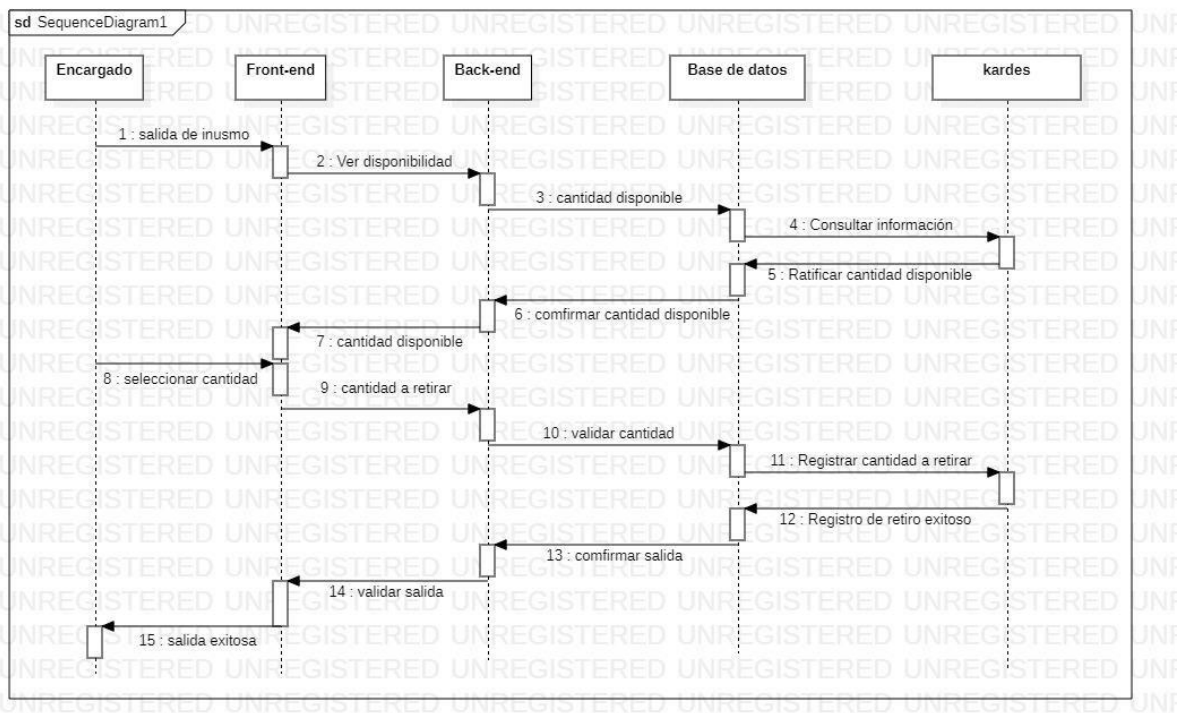 sd SequenceDiagram1
Encargado
Front-end
Back-end
Base de datos
kardes
1 : salida de inusmo
2 : Ver disponibilidad
3 : cantidad disponible
4 : Consultar información
5 : Ratificar cantidad disponible
6 : comfirmar cantidad disponible
7 : cantidad disponible
8 : seleccionar cantidad
9 : cantidad a retirar
10 : validar cantidad
11 : Registrar cantidad a retirar
12 : Registro de retiro exitoso
13 : comfirmar salida
14 : validar salida
15 : salida exitosa
UNREGISTERED